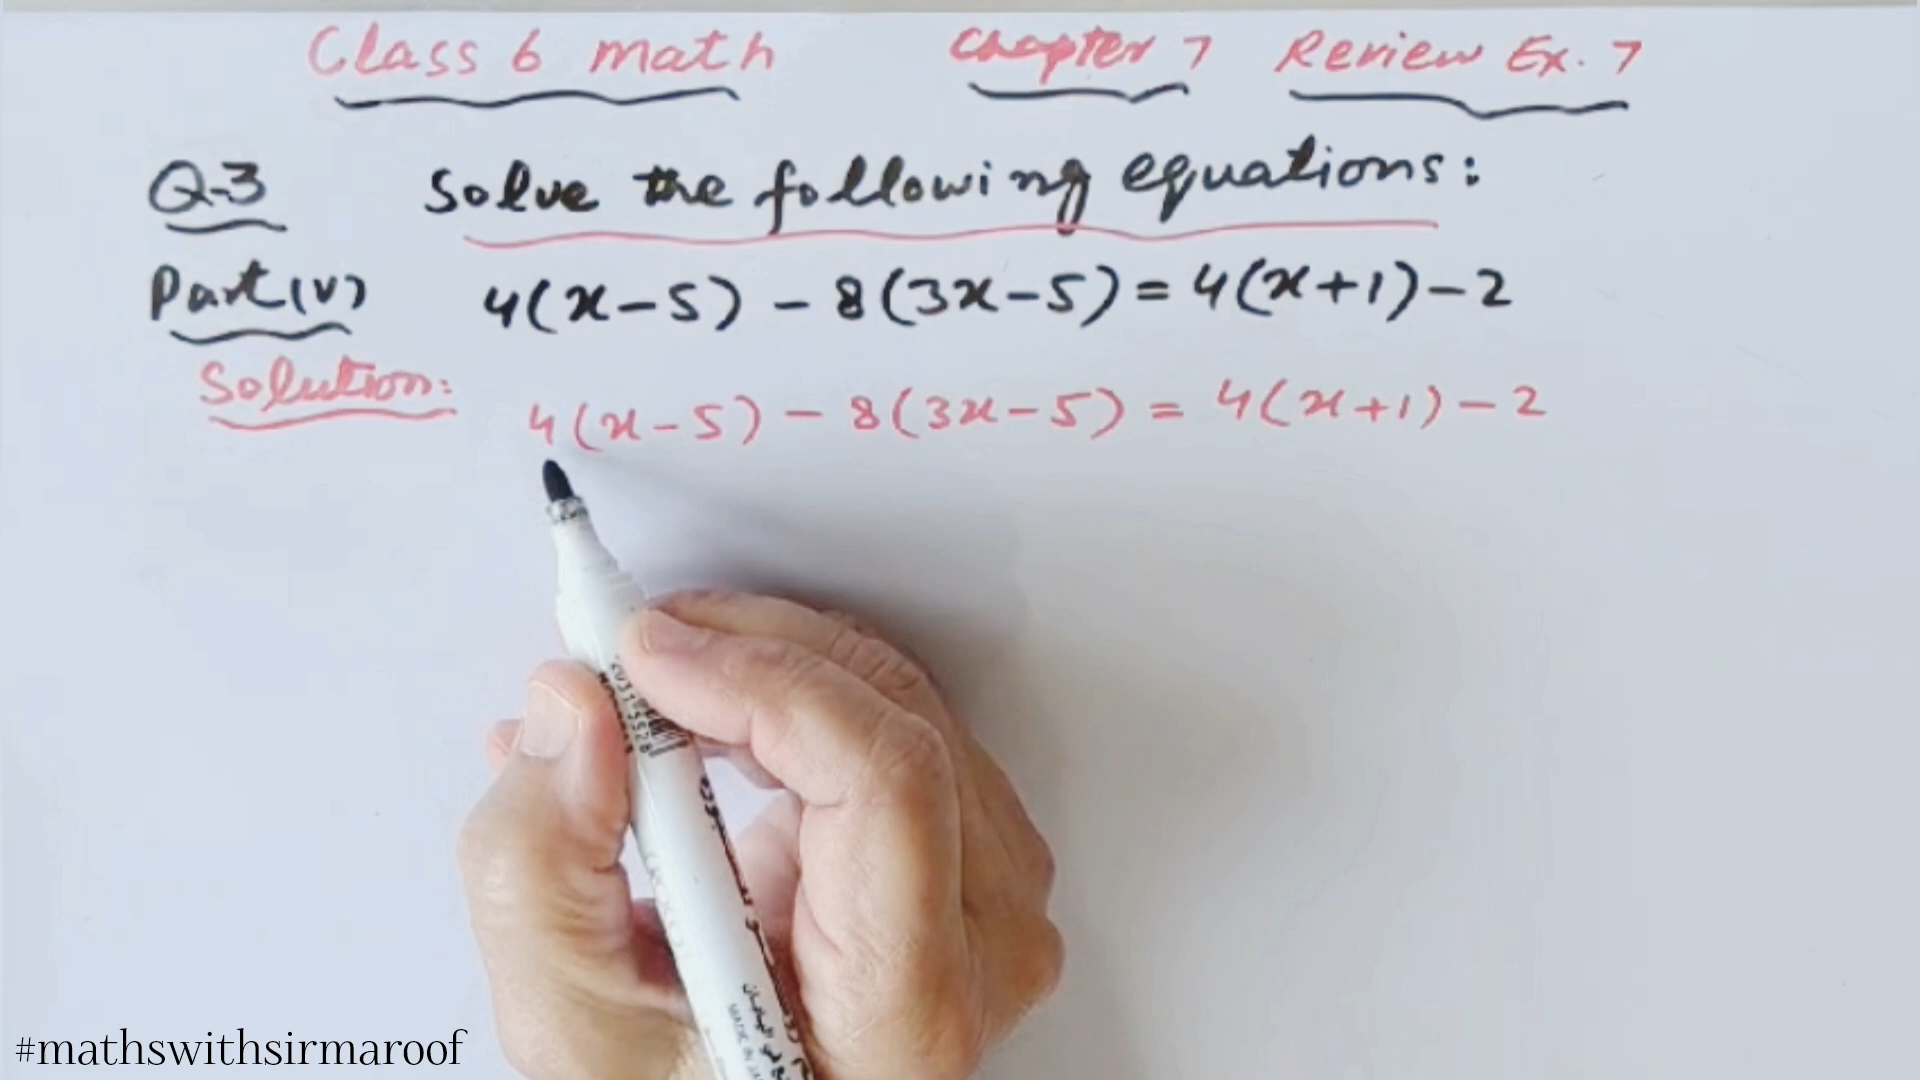 Class 6 math Chapter 7 Review Ex. 7
Q.3 Solve the following equations:
Part (v) 4(x-5) - 8(3x-5) = 4(x+1) - 2
Solution: 4(x-5) - 8(3x-5) = 4(x+1) - 2
#mathswithsirmaroof